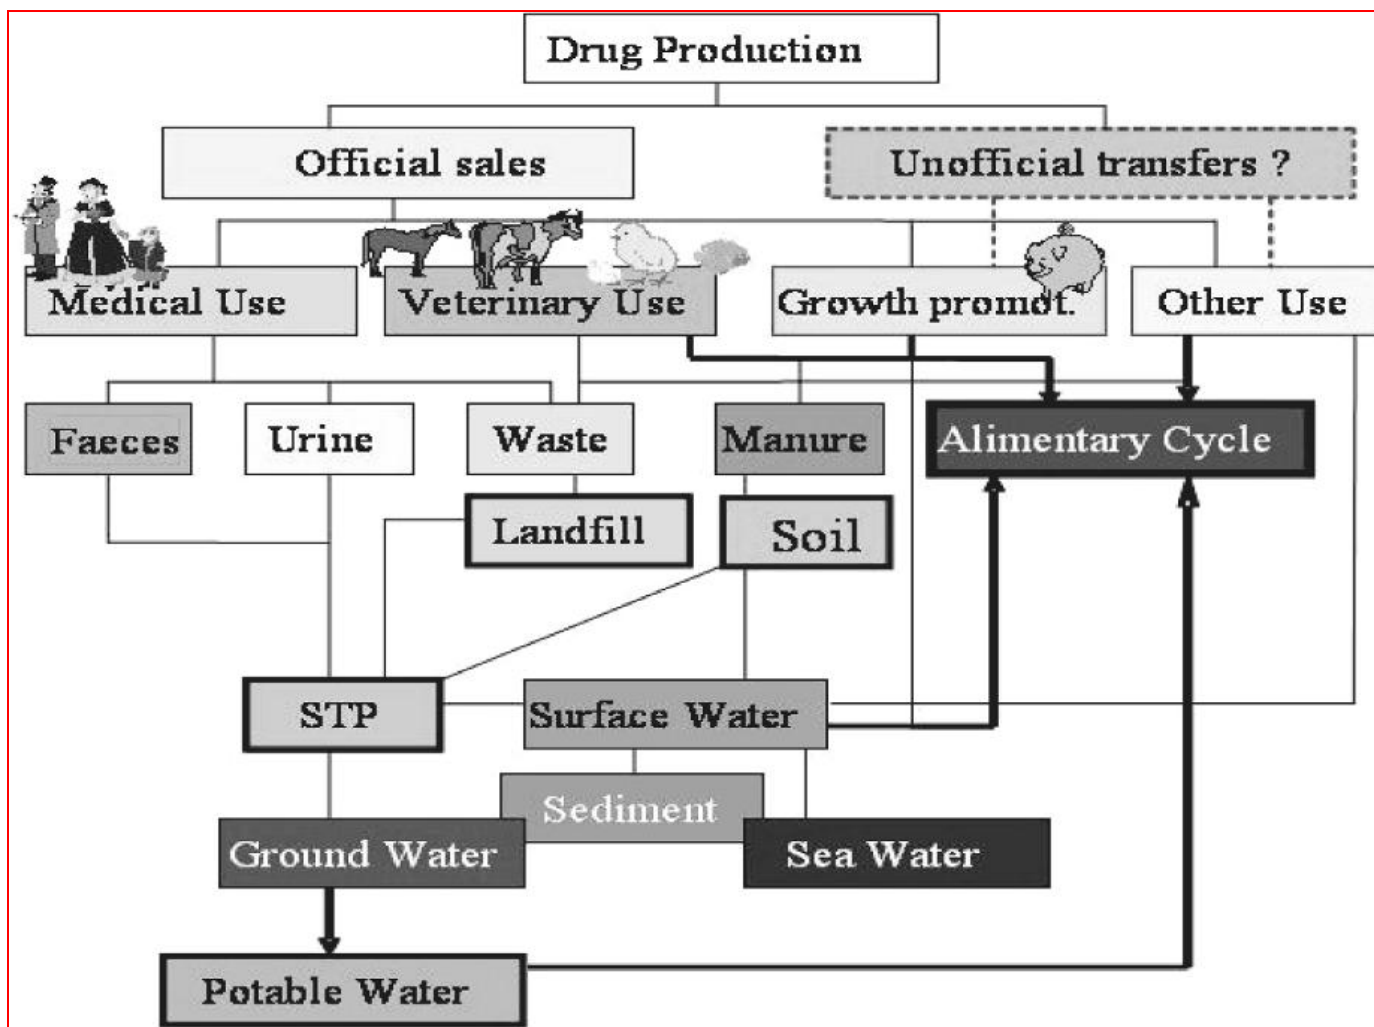 Drug Production
Official sales
Unofficial transfers ?
Medical Use
Veterinary Use
Growth promot.
Other Use
Faeces
Urine
Waste
Manure
Alimentary Cycle
Landfill
Soil
STP
Surface Water
Sediment
Ground Water
Sea Water
Potable Water